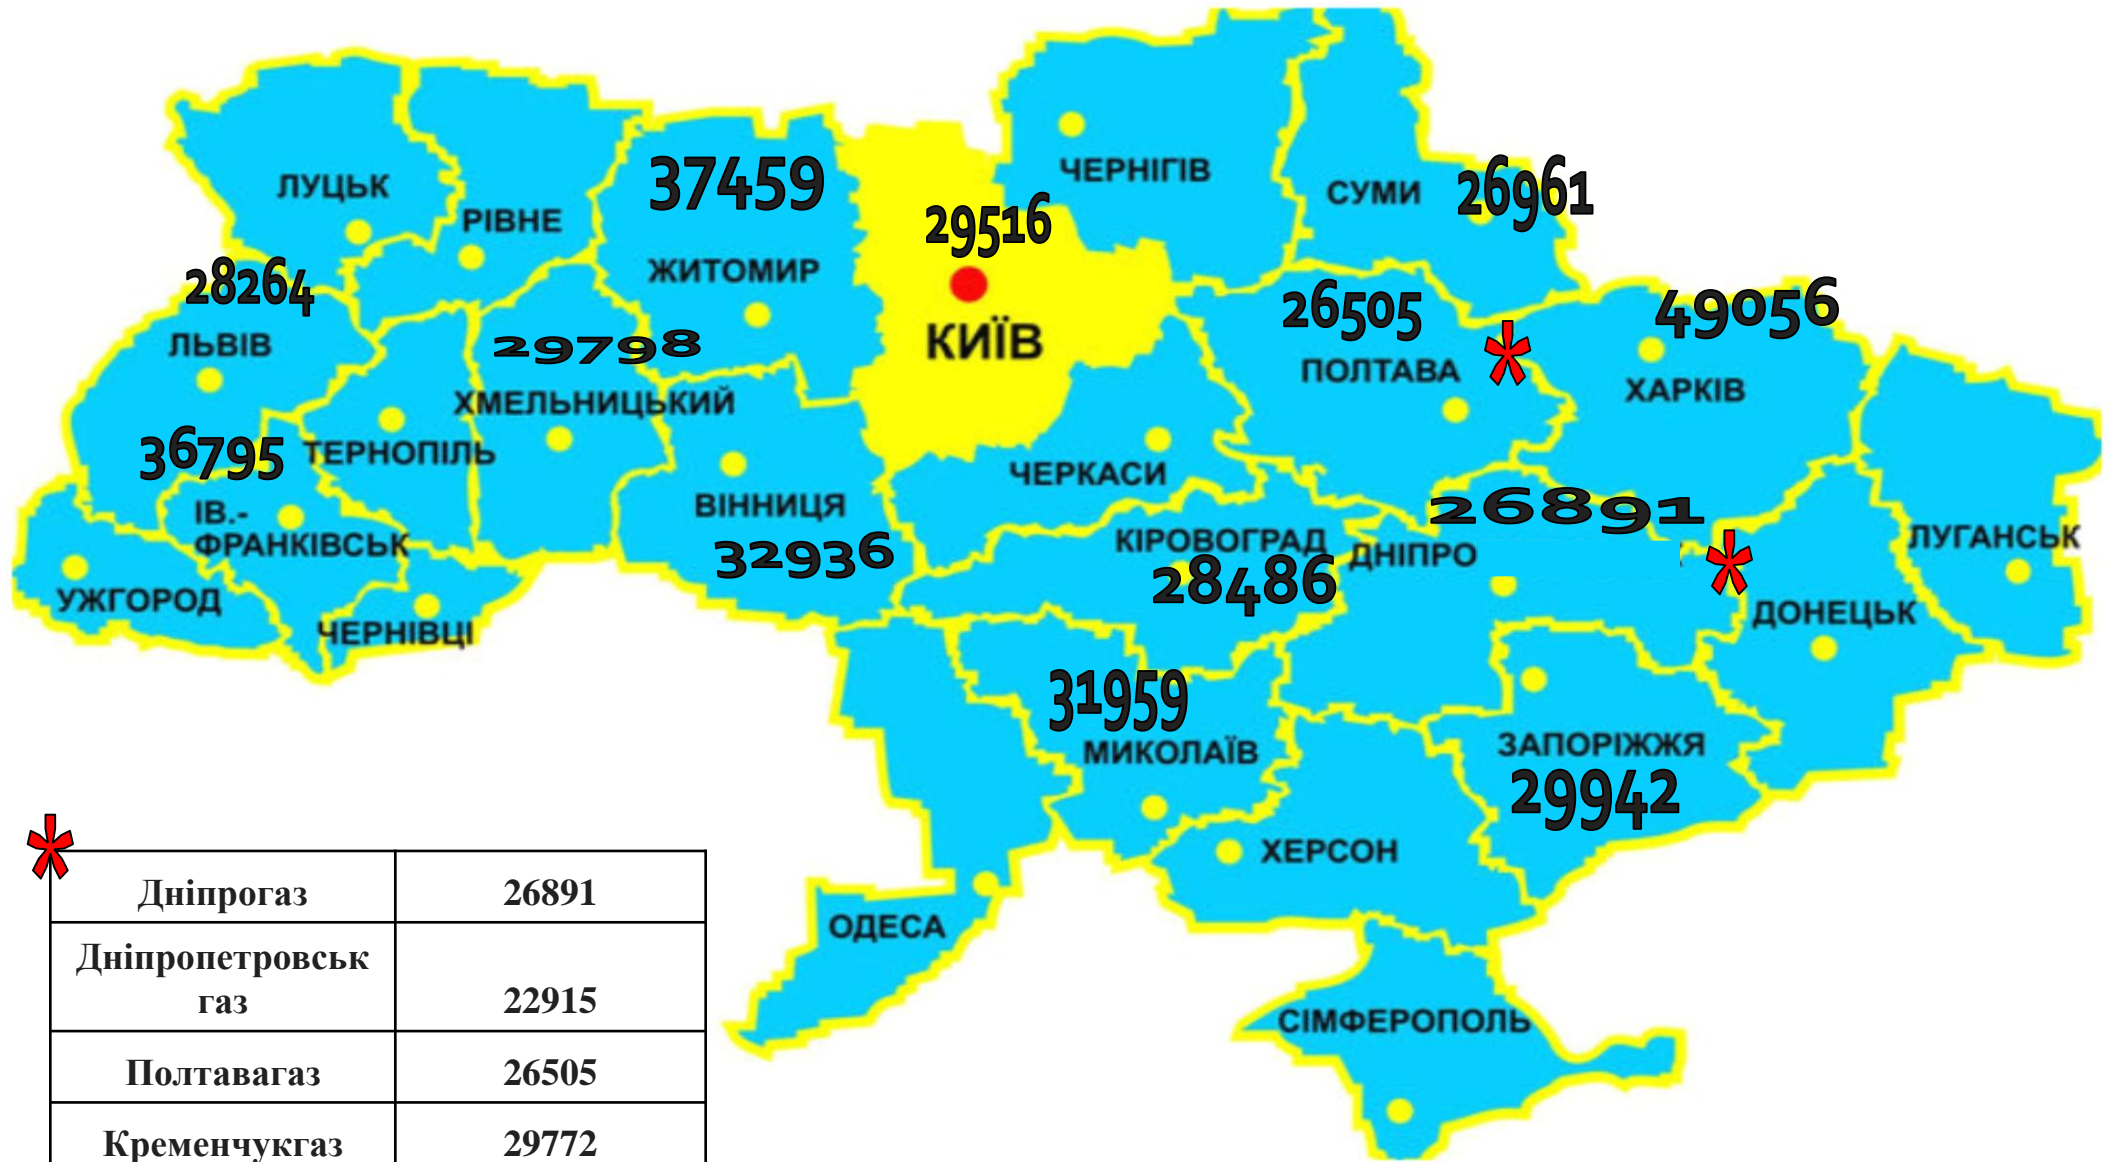 ЧЕРНІГІВ
37459
ЛУЦЬК
СУМИ
26961
РІВНЕ
29516
ЖИТОМИР
28264
26505
49056
ЛЬВІВ
29798
КИЇВ
*
ПОЛТАВА
ХАРКІВ
ХМЕЛЬНИЦЬКИЙ
36795
ТЕРНОПІЛЬ
ЧЕРКАСИ
ВІННИЦЯ
26891
ІВ.-
ФРАНКІВСЬК
КІРОВОГРАД
ДНІПРО
*
ЛУГАНСЬК
32936
28486
УЖГОРОД
ДОНЕЦЬК
ЧЕРНІВЦІ
31959
МИКОЛАЇВ
ЗАПОРІЖЖЯ
29942
ХЕРСОН
ОДЕСА
СІМФЕРОПОЛЬ
*
Дніпрогаз 26891
Дніпропетровськ
газ 22915
Полтавагаз 26505
Кременчукгаз 29772